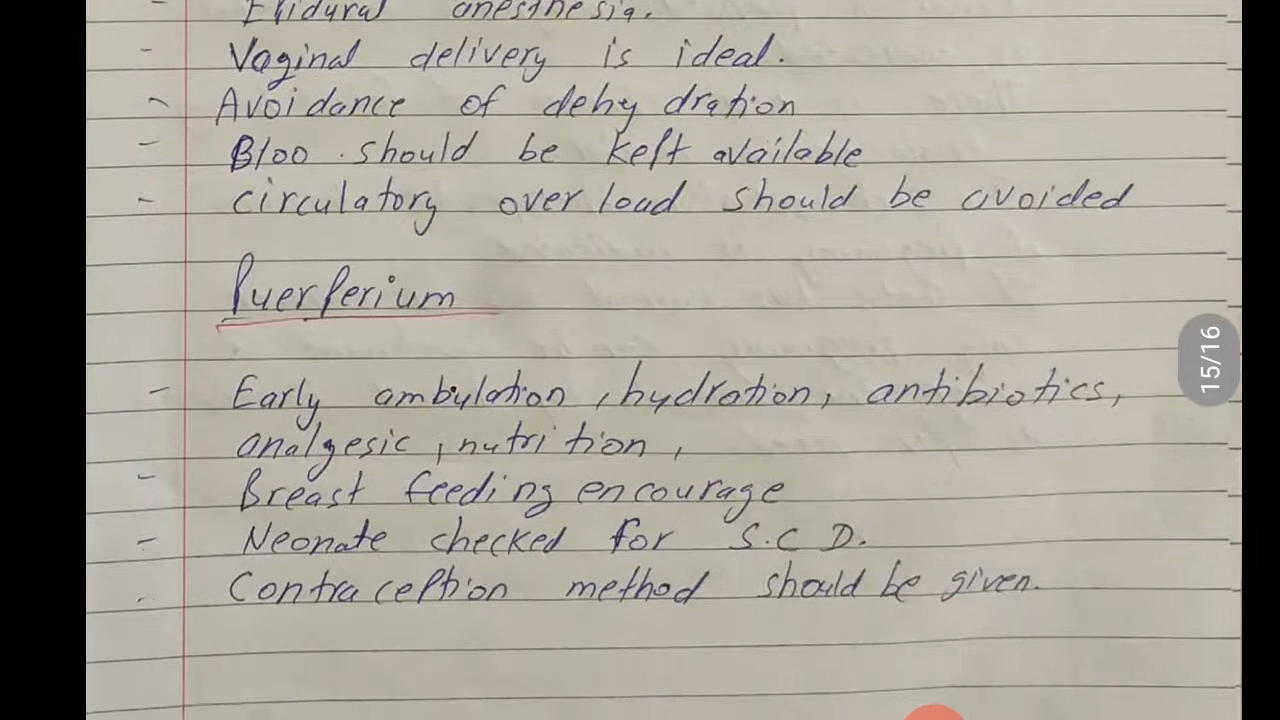 - Epidural anesthesia.
- Vaginal delivery is ideal.
- Avoidance of dehydration
- Bloo should be kept available
- circulatory over load should be avoided
Puerperium
- Early ambulation, hydration, antibiotics,
analgesic, nutrition,
- Breast feeding encourage
- Neonate checked for S.C D.
- Contraception method should be given.
15/16